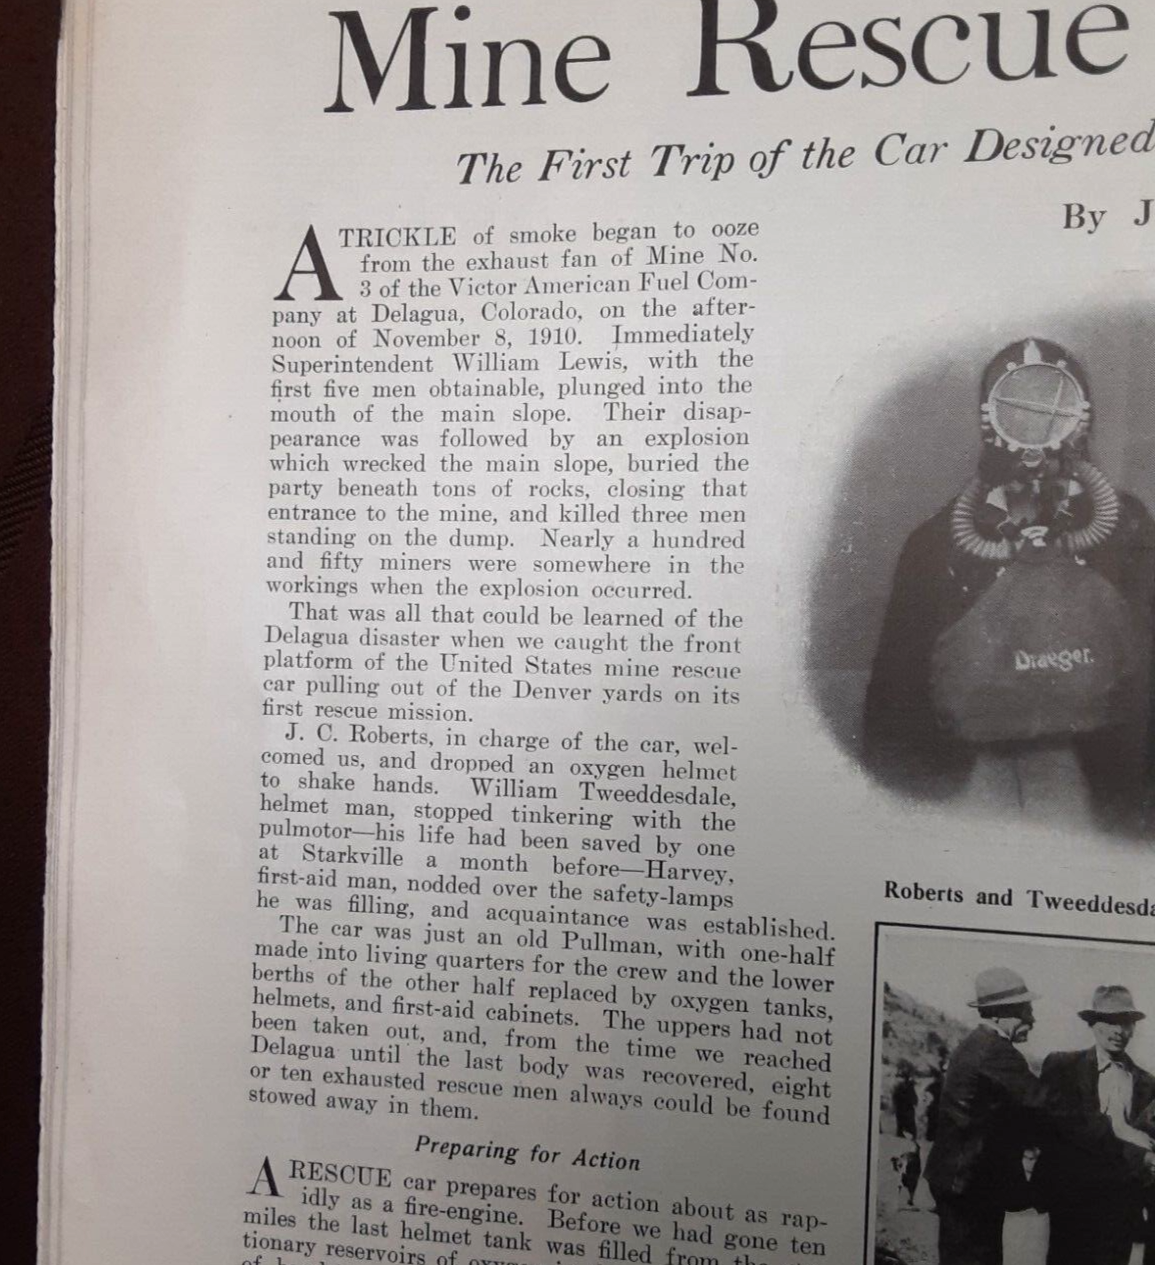 Mine Rescue
The First Trip of the Car Designed
By J
A TRICKLE of smoke began to ooze
from the exhaust fan of Mine No.
3 of the Victor American Fuel Com-
pany at Delagua, Colorado, on the after-
noon of November 8, 1910. Immediately
Superintendent William Lewis, with the
first five men obtainable, plunged into the
mouth of the main slope. Their disap-
pearance was followed by an explosion
which wrecked the main slope, buried the
party beneath tons of rocks, closing that
entrance to the mine, and killed three men
standing on the dump. Nearly a hundred
and fifty miners were somewhere in the
workings when the explosion occurred.
That was all that could be learned of the
Delagua disaster when we caught the front
platform of the United States mine rescue
car pulling out of the Denver yards on its
first rescue mission.
J. C. Roberts, in charge of the car, wel-
comed us, and dropped an oxygen helmet
to shake hands. William Tweeddesdale,
helmet man, stopped tinkering with the
pulmotor—his life had been saved by one
at Starkville a month before—Harvey,
first-aid man, nodded over the safety-lamps
he was filling, and acquaintance was established.
The car was just an old Pullman, with one-half
made into living quarters for the crew and the lower
berths of the other half replaced by oxygen tanks,
helmets, and first-aid cabinets. The uppers had not
been taken out, and, from the time we reached
Delagua until the last body was recovered, eight
or ten exhausted rescue men always could be found
stowed away in them.
Preparing for Action
A RESCUE car prepares for action about as rap-
idly as a fire-engine. Before we had gone ten
miles the last helmet tank was filled from the
tionary reservoirs of
Draeger.
Roberts and Tweeddesda